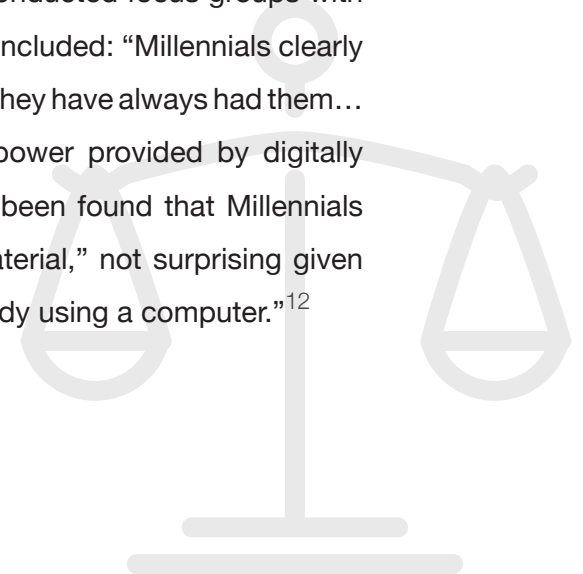 onducted focus groups with
ncluded: “Millennials clearly
hey have always had them…
power provided by digitally
been found that Millennials
aterial,” not surprising given
dy using a computer.”12